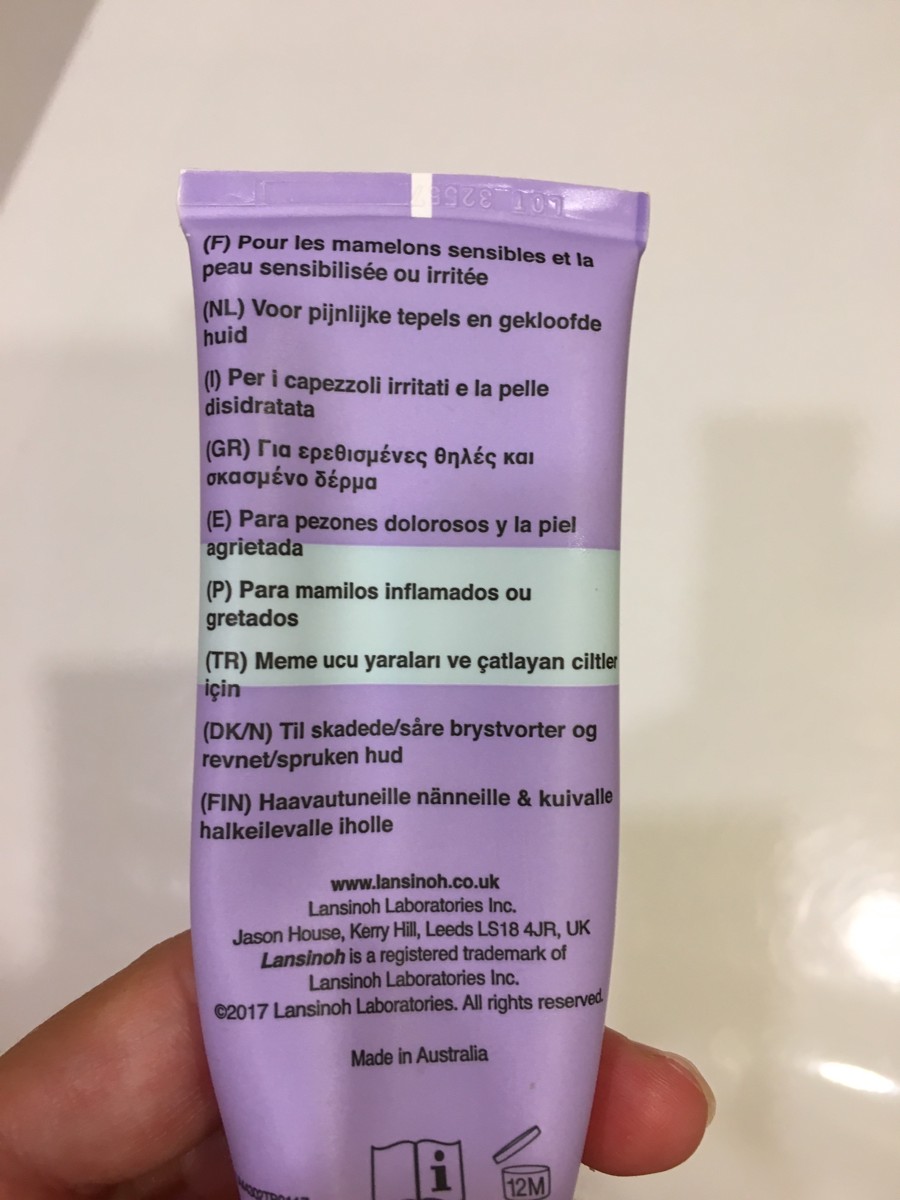 (F) Pour les mamelons sensibles et la
peau sensibilisée ou irritée
(NL) Voor pijnlijke tepels en gekloofde
huid
(I) Per i capezzoli irritati e la pelle
disidratata
(GR) Για ερεθισμένες θηλές και
σκασμένο δέρμα
(E) Para pezones dolorosos y la piel
agrietada
(P) Para mamilos inflamados ou
gretados
(TR) Meme ucu yaraları ve çatlayan ciltler
için
(DK/N) Til skadede/såre brystvorter og
revnet/spruken hud
(FIN) Haavautuneille nänneille & kuivalle
halkeilevalle iholle
www.lansinoh.co.uk
Lansinoh Laboratories Inc.
Jason House, Kerry Hill, Leeds LS18 4JR, UK
Lansinoh is a registered trademark of
Lansinoh Laboratories Inc.
©2017 Lansinoh Laboratories. All rights reserved.
Made in Australia
i
12M